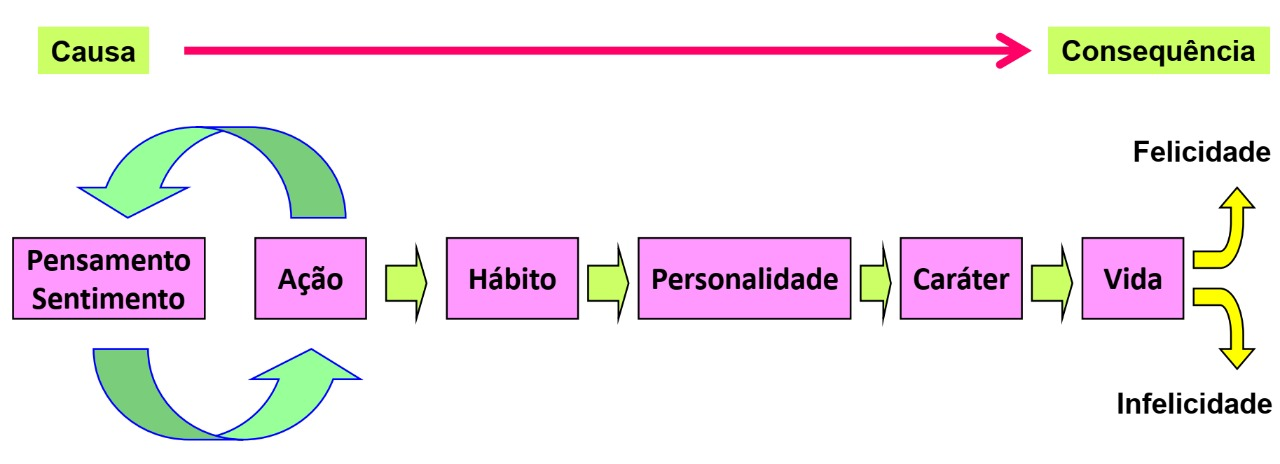 Causa
Consequência
Felicidade
Pensamento
Sentimento
Ação
Hábito
Personalidade
Caráter
Vida
Infelicidade